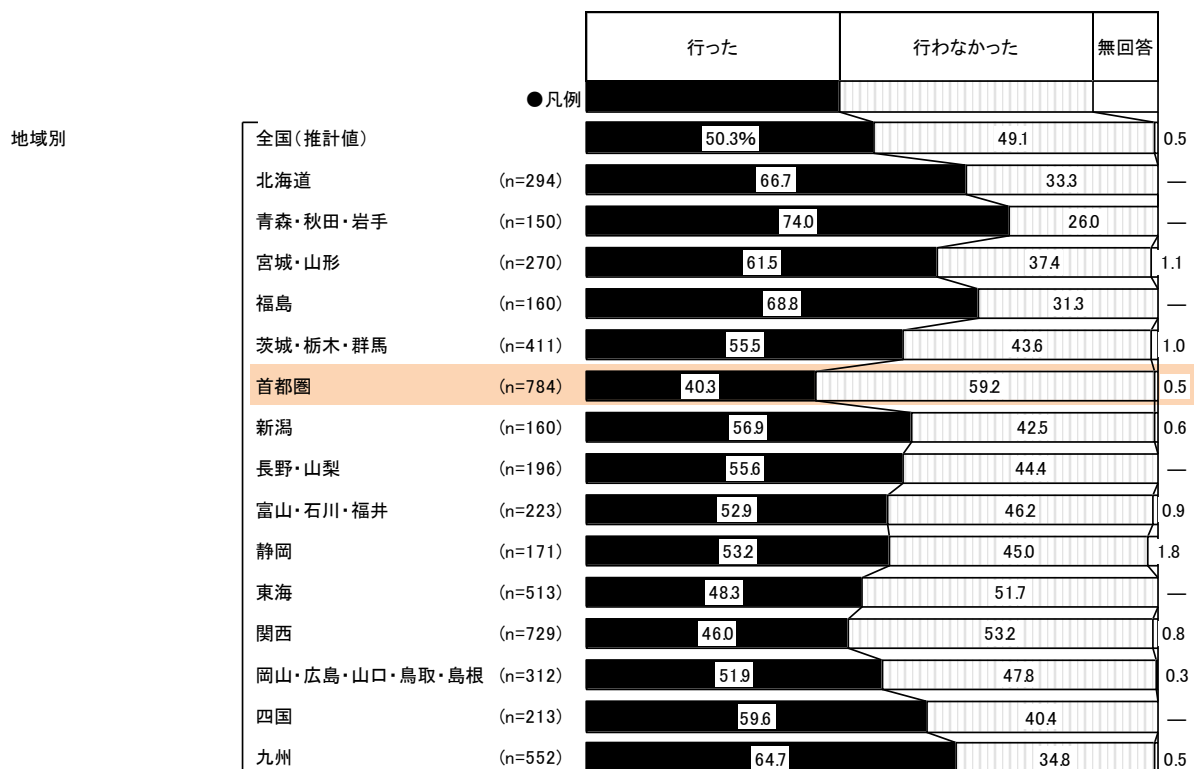 行った 行わなかった 無回答
●凡例
地域別 全国(推計値) 50.3% 49.1 0.5
北海道 (n=294) 66.7 33.3 ―
青森・秋田・岩手 (n=150) 74.0 26.0 ―
宮城・山形 (n=270) 61.5 37.4 1.1
福島 (n=160) 68.8 31.3 ―
茨城・栃木・群馬 (n=411) 55.5 43.6 1.0
首都圏 (n=784) 40.3 59.2 0.5
新潟 (n=160) 56.9 42.5 0.6
長野・山梨 (n=196) 55.6 44.4 ―
富山・石川・福井 (n=223) 52.9 46.2 0.9
静岡 (n=171) 53.2 45.0 1.8
東海 (n=513) 48.3 51.7 ―
関西 (n=729) 46.0 53.2 0.8
岡山・広島・山口・鳥取・島根 (n=312) 51.9 47.8 0.3
四国 (n=213) 59.6 40.4 ―
九州 (n=552) 64.7 34.8 0.5